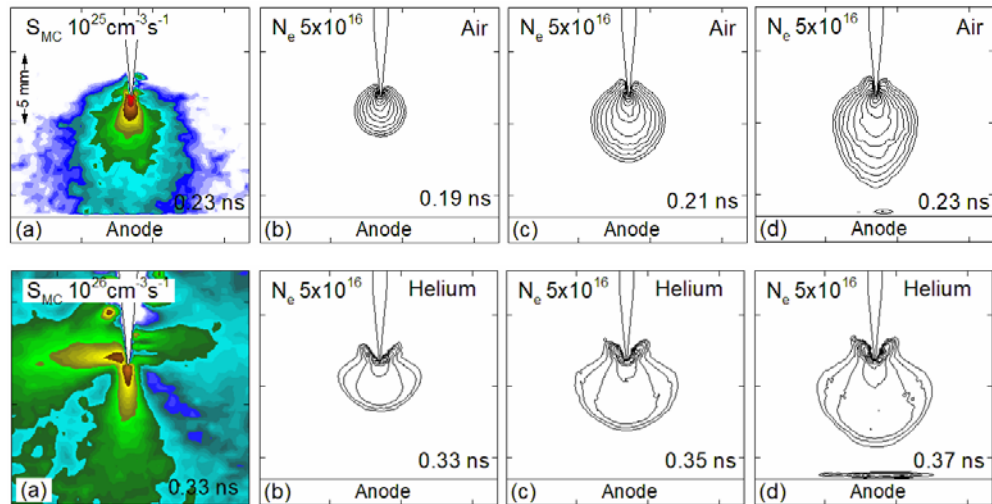 S_MC 10^25 cm^-3 s^-1
5 mm
0.23 ns
(a) Anode
N_e 5x10^16 Air
0.19 ns
(b) Anode
N_e 5x10^16 Air
0.21 ns
(c) Anode
N_e 5x10^16 Air
0.23 ns
(d) Anode
S_MC 10^26 cm^-3 s^-1
(a) 0.33 ns
N_e 5x10^16 Helium
0.33 ns
(b) Anode
N_e 5x10^16 Helium
0.35 ns
(c) Anode
N_e 5x10^16 Helium
0.37 ns
(d) Anode